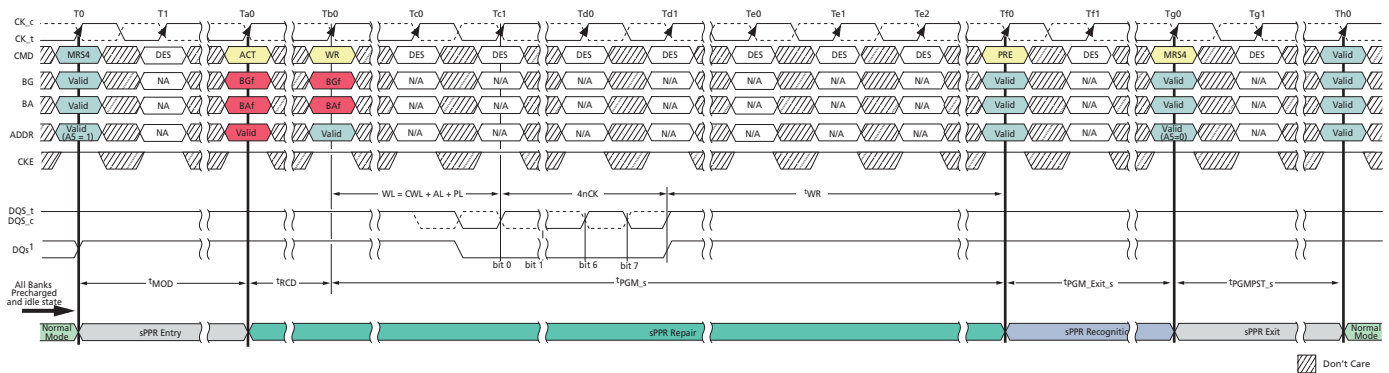 T0 T1 Ta0 Tb0 Tc0 Tc1 Td0 Td1 Te0 Te1 Te2 Tf0 Tf1 Tg0 Tg1 Th0
CK_c
CK_t
CMD MRS4 DES ACT WR DES DES DES DES DES DES DES PRE DES MRS4 DES Valid
BG Valid NA BGf BGf N/A N/A N/A N/A N/A N/A N/A Valid N/A Valid N/A Valid
BA Valid NA BAf BAf N/A N/A N/A N/A N/A N/A N/A Valid N/A Valid N/A Valid
ADDR Valid (A5 = 1) NA Valid Valid N/A N/A N/A N/A N/A N/A N/A Valid N/A Valid (A5=0) N/A Valid
CKE
WL = CWL + AL + PL 4nCK tWR
DQS_t
DQS_c
DQs1
bit 0 bit 1 bit 6 bit 7
tMOD tRCD tPGM_s tPGM_Exit_s tPGMPST_s
All Banks
Precharged
and idle state
Normal Mode sPPR Entry sPPR Repair sPPR Recognitic sPPR Exit Normal Mode
Don't Care